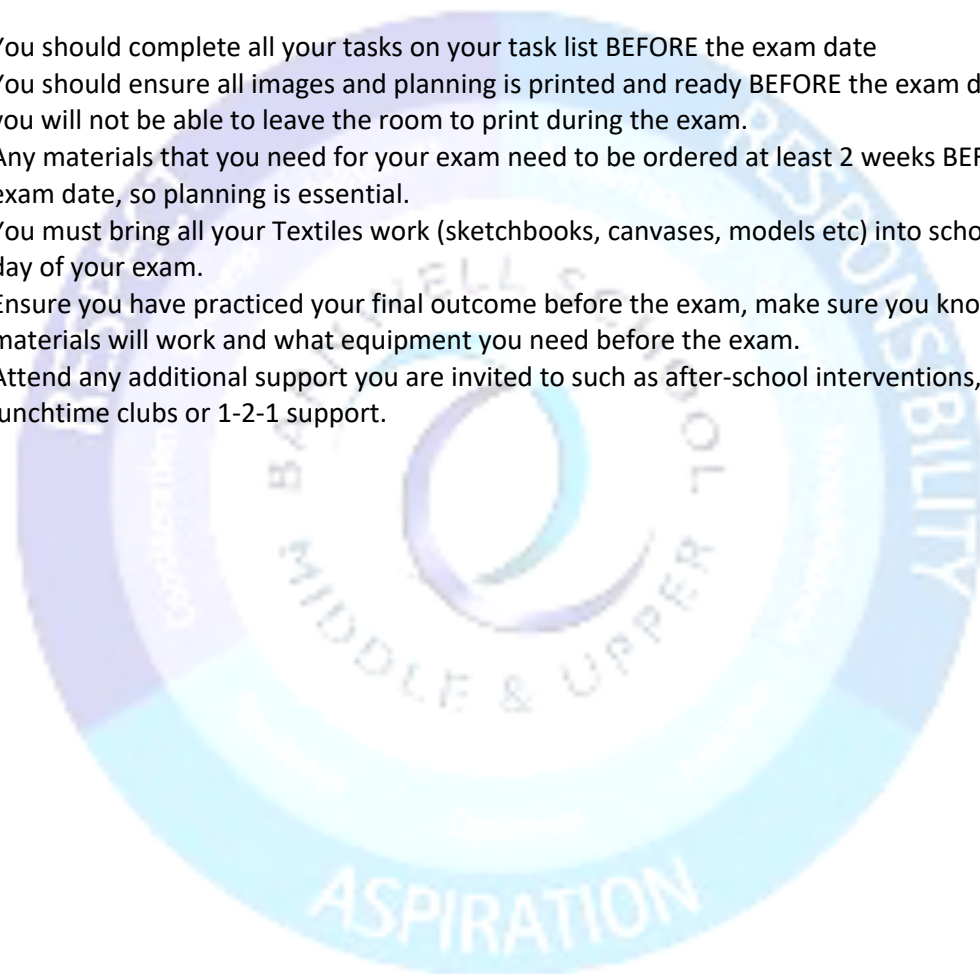 You should complete all your tasks on your task list BEFORE the exam date
You should ensure all images and planning is printed and ready BEFORE the exam d
you will not be able to leave the room to print during the exam.
Any materials that you need for your exam need to be ordered at least 2 weeks BEF
exam date, so planning is essential.
You must bring all your Textiles work (sketchbooks, canvases, models etc) into scho
day of your exam.
Ensure you have practiced your final outcome before the exam, make sure you kno
materials will work and what equipment you need before the exam.
Attend any additional support you are invited to such as after-school interventions,
lunchtime clubs or 1-2-1 support.
RESPECT
RESPONSIBILITY
SCHOOL
MIDDLE & UPPER
ASPIRATION